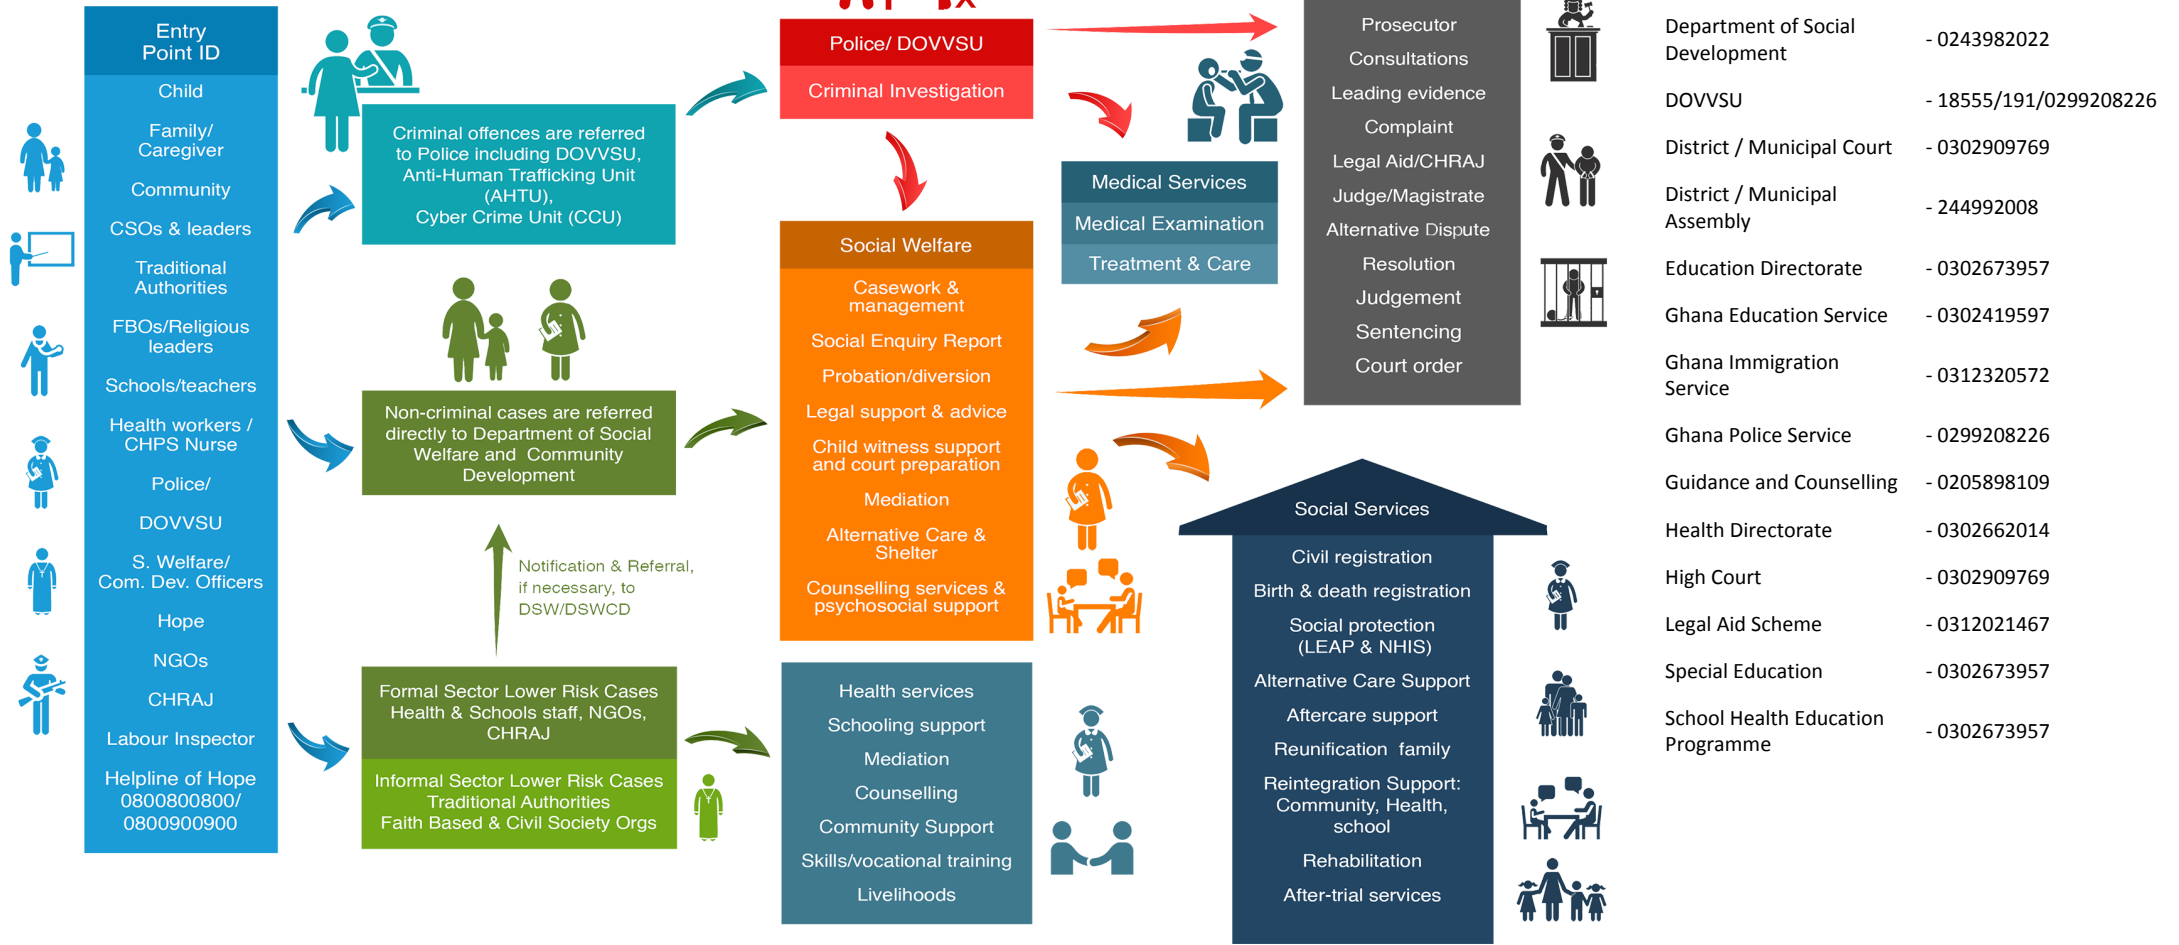 Entry
Point ID
Child
Family/
Caregiver
Community
CSOs & leaders
Traditional
Authorities
FBOs/Religious
leaders
Schools/teachers
Health workers /
CHPS Nurse
Police/
DOVVSU
S. Welfare/
Com. Dev. Officers
Hope
NGOs
CHRAJ
Labour Inspector
Helpline of Hope
0800800800/
0800900900
Criminal offences are referred
to Police including DOVVSU,
Anti-Human Trafficking Unit
(AHTU),
Cyber Crime Unit (CCU)
Non-criminal cases are referred
directly to Department of Social
Welfare and Community
Development
Notification & Referral,
if necessary, to
DSW/DSWCD
Formal Sector Lower Risk Cases
Health & Schools staff, NGOs,
CHRAJ
Informal Sector Lower Risk Cases
Traditional Authorities
Faith Based & Civil Society Orgs
Police/ DOVVSU
Criminal Investigation
Social Welfare
Casework &
management
Social Enquiry Report
Probation/diversion
Legal support & advice
Child witness support
and court preparation
Mediation
Alternative Care &
Shelter
Counselling services &
psychosocial support
Health services
Schooling support
Mediation
Counselling
Community Support
Skills/vocational training
Livelihoods
Medical Services
Medical Examination
Treatment & Care
Prosecutor
Consultations
Leading evidence
Complaint
Legal Aid/CHRAJ
Judge/Magistrate
Alternative Dispute
Resolution
Judgement
Sentencing
Court order
Social Services
Civil registration
Birth & death registration
Social protection
(LEAP & NHIS)
Alternative Care Support
Aftercare support
Reunification family
Reintegration Support:
Community, Health,
school
Rehabilitation
After-trial services
Department of Social
Development - 0243982022
DOVVSU - 18555/191/0299208226
District / Municipal Court - 0302909769
District / Municipal
Assembly - 244992008
Education Directorate - 0302673957
Ghana Education Service - 0302419597
Ghana Immigration
Service - 0312320572
Ghana Police Service - 0299208226
Guidance and Counselling - 0205898109
Health Directorate - 0302662014
High Court - 0302909769
Legal Aid Scheme - 0312021467
Special Education - 0302673957
School Health Education
Programme - 0302673957